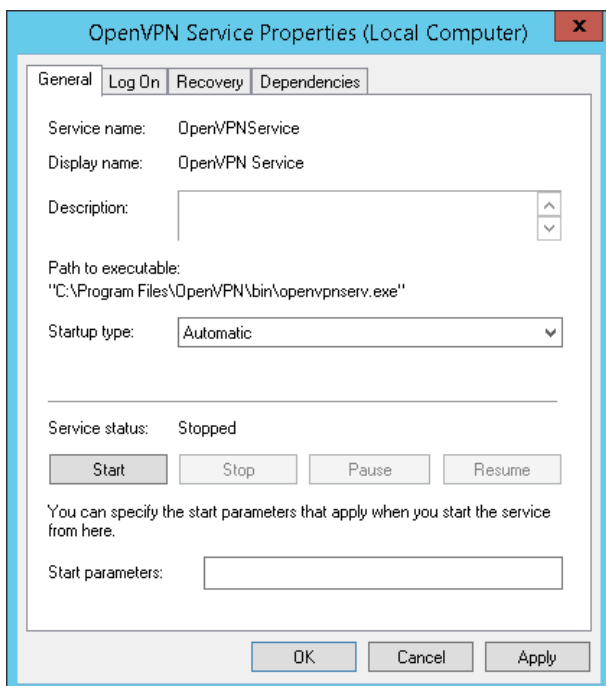 OpenVPN Service Properties (Local Computer)
x
General Log On Recovery Dependencies
Service name: OpenVPNService
Display name: OpenVPN Service
Description:
Path to executable:
"C:\Program Files\OpenVPN\bin\openvpnserv.exe"
Startup type: Automatic
Service status: Stopped
Start Stop Pause Resume
You can specify the start parameters that apply when you start the service
from here.
Start parameters:
OK Cancel Apply